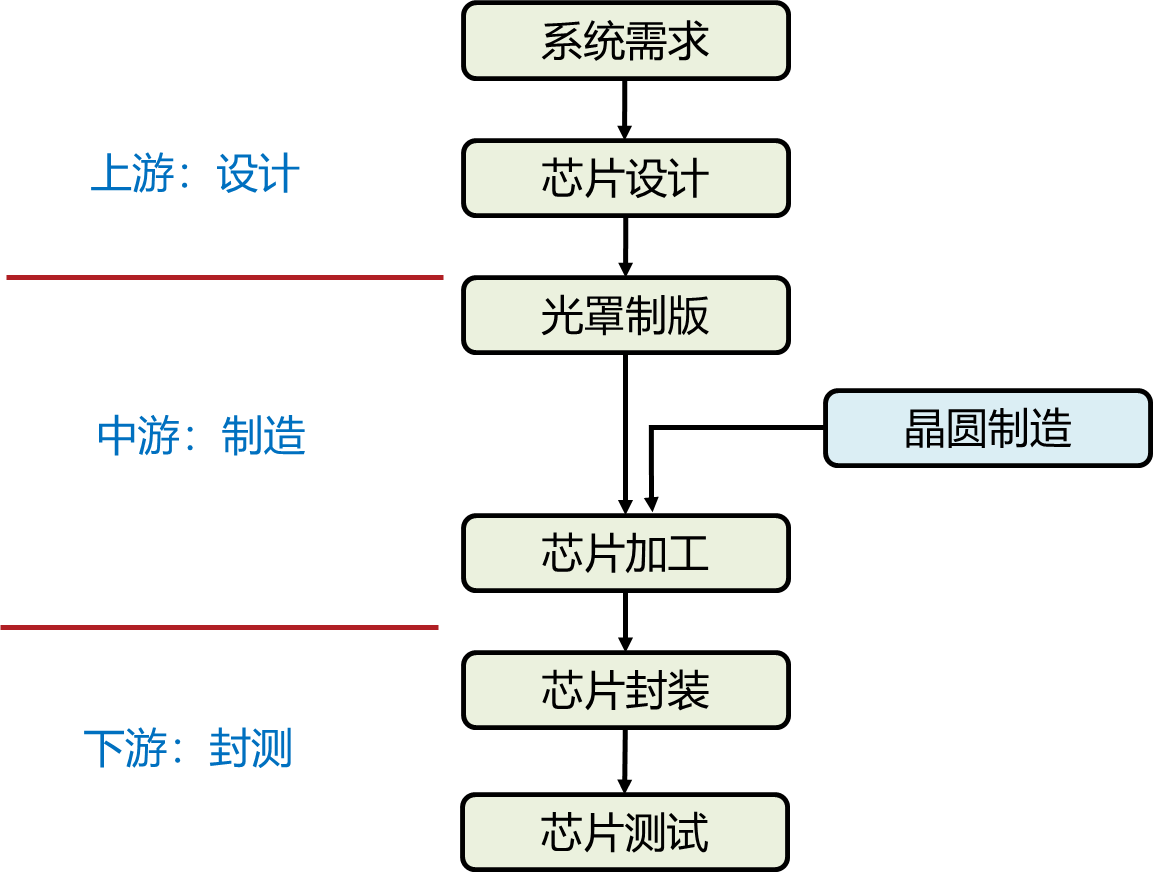 系统需求
上游：设计
芯片设计
光罩制版
中游：制造
晶圆制造
芯片加工
芯片封装
下游：封测
芯片测试